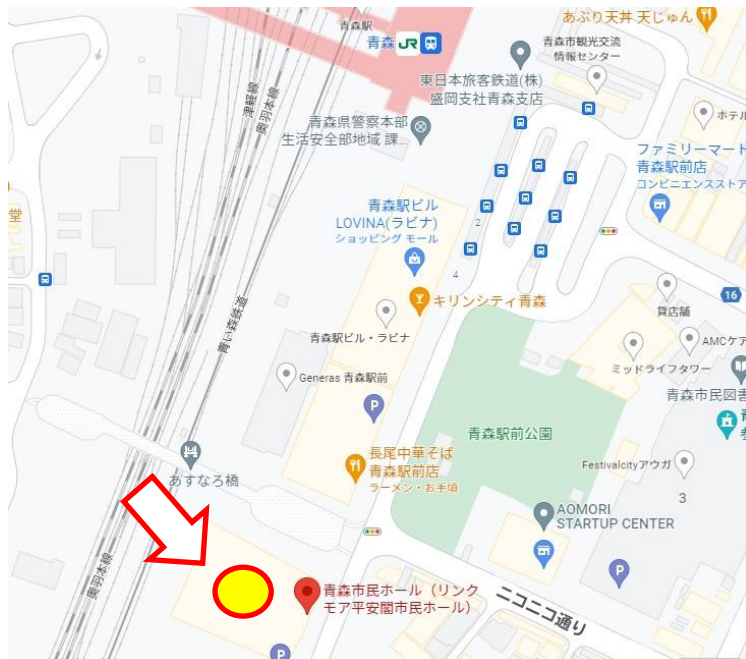 あぶり天丼 天じゅん
青森駅
青森 JR
青森市観光交流
情報センター
東日本旅客鉄道(株)
盛岡支社青森支店
津軽線
奥羽本線
ホテル
青森県警察本部
生活安全部地域 課...
ファミリーマート
青森駅前店
コンビニエンススト
青森駅ビル
LOVINA(ラビナ)
ショッピング モール
堂
2
4
キリンシティ青森
16
貸店舗
青い森鉄道
青森駅ビル・ラビナ
AMCケア
ミッドライフタワー
Generas 青森駅前
青森市民図書
P
青森駅前公園
長尾中華そば
青森駅前店
ラーメン・お手頃
Festivalcityアウガ
あすなろ橋
3
AOMORI
STARTUP CENTER
奥羽本線
P
青森市民ホール（リンク
モア平安閣市民ホール）
ニコニコ通り
P